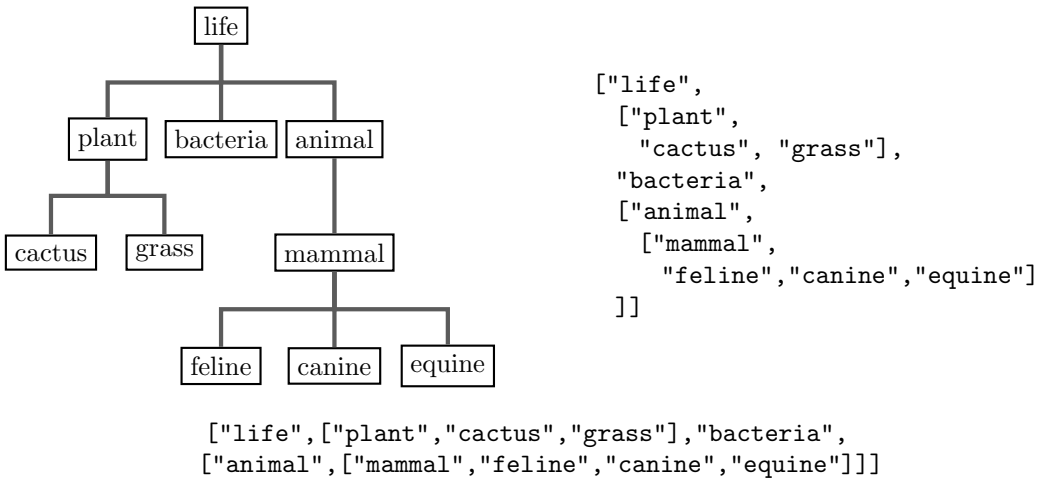 life
plant bacteria animal
cactus grass mammal
feline canine equine
["life",
["plant",
"cactus", "grass"],
"bacteria",
["animal",
["mammal",
"feline","canine","equine"]
]]
["life",["plant","cactus","grass"],"bacteria",
["animal",["mammal","feline","canine","equine"]]]